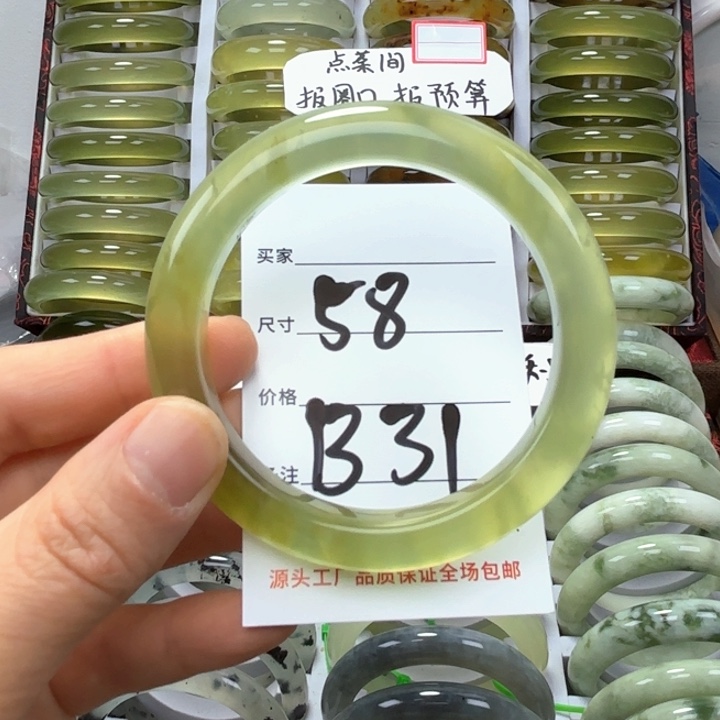 点菜间
报圈口 报预算
买家
尺寸 58
价格
注 B31
源头工厂品质保证全场包邮